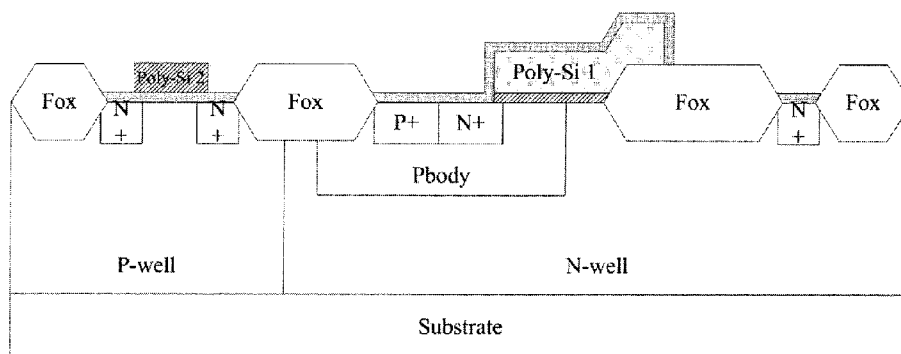 Poly-Si 1
Poly-Si 2
Fox
N
+
N
+
Fox
P+
N+
Fox
N
+
Fox
Pbody
P-well
N-well
Substrate